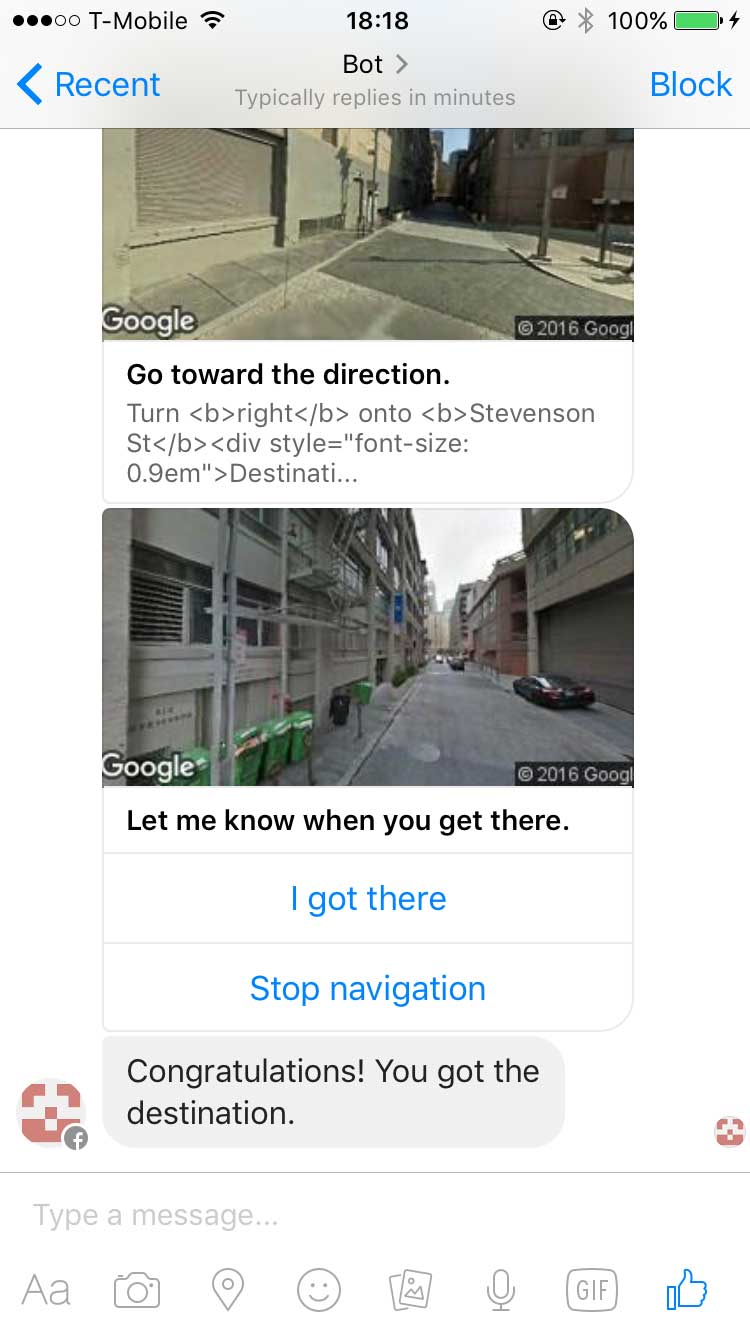 T-Mobile 18:18 100%
Recent Bot Block
Typically replies in minutes
Google © 2016 Googl
Go toward the direction.
Turn <b>right</b> onto <b>Stevenson
St</b><div style="font-size:
0.9em">Destinati...
Google © 2016 Googl
Let me know when you get there.
I got there
Stop navigation
Congratulations! You got the
destination.
Type a message...
Aa GIF